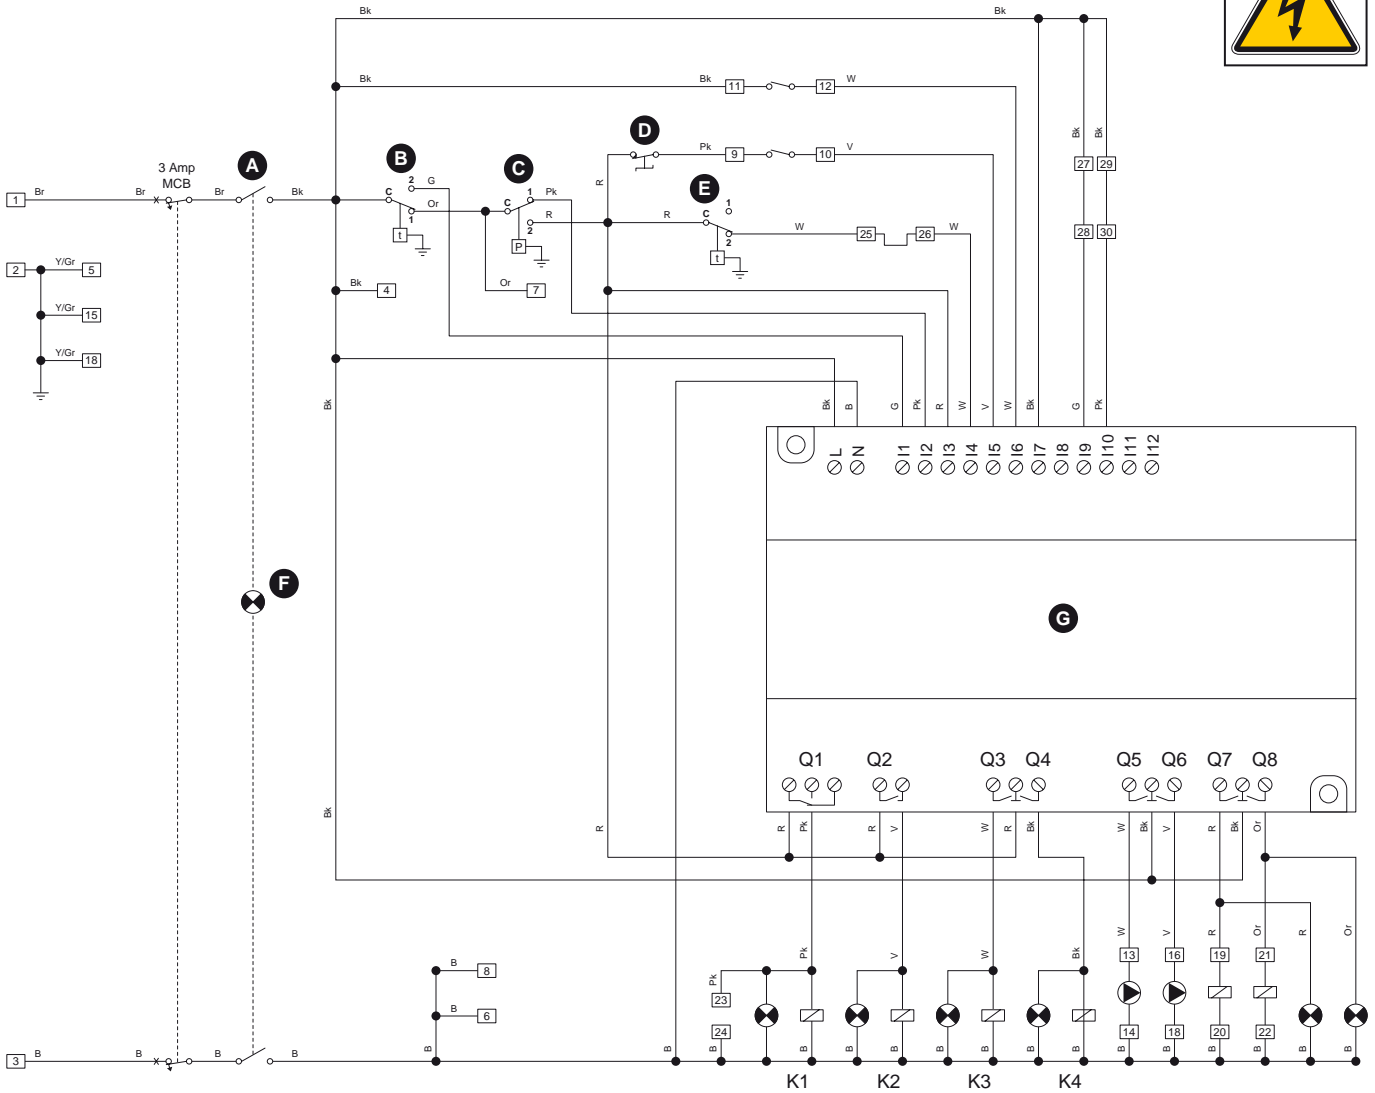 Bk Bk
Bk Bk 11 12 W
D
Pk 9 10 V
Bk Bk
3 Amp
MCB
A B C E
27 29
1 Br Br Br Bk
C 2 G 1 Or
C 1 Pk 2 R
R R C 1 2 W 25 26 W
28 30
t P t
2 Y/Gr 5
Bk 4 Or 7
Y/Gr 15
Y/Gr 18
Bk
Bk B G Pk R W V W Bk G Pk
L N I1 I2 I3 I4 I5 I6 I7 I8 I9 I10 I11 I12
F
G
Q1 Q2 Q3 Q4 Q5 Q6 Q7 Q8
Bk R R Pk R V W R Bk W Bk V R Bk Or
Pk V W Bk W V R Or R Or
B 8 Pk 13 16 19 21
23
B 6
24 14 18 20 22
3 B B B B B B B B B B B B B B B B B B B B B B
K1 K2 K3 K4